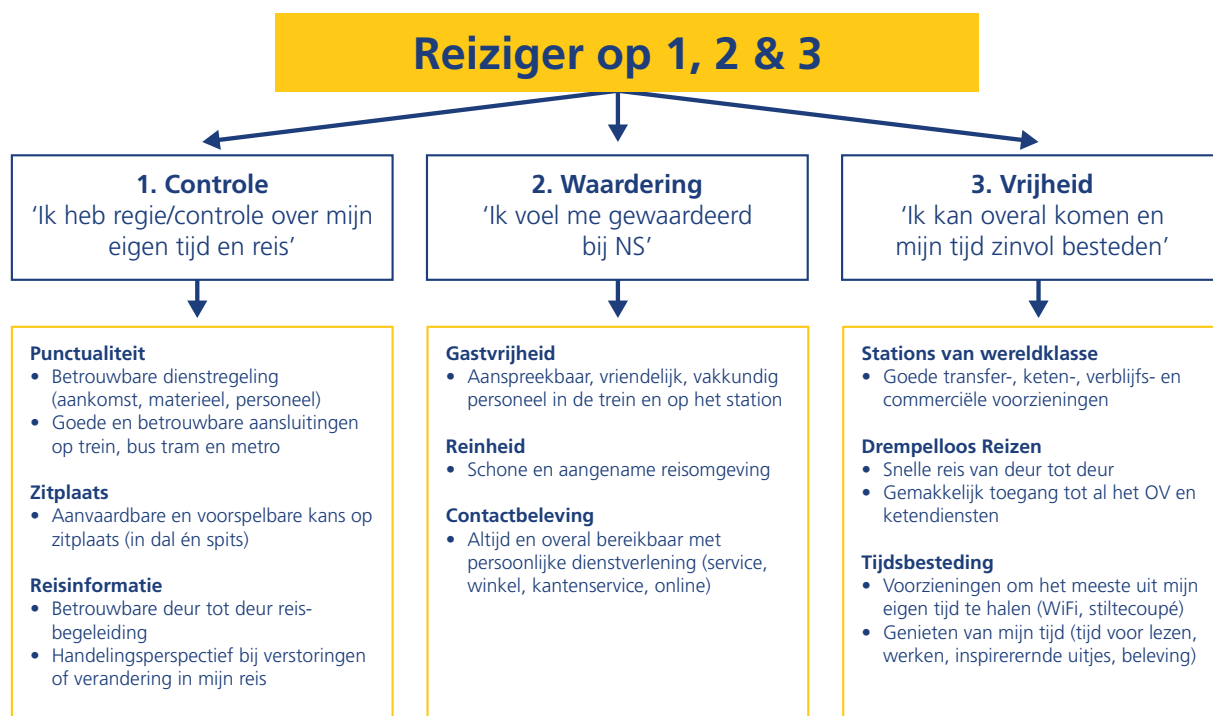 Reiziger op 1, 2 & 3
1. Controle
‘Ik heb regie/controle over mijn
eigen tijd en reis’
2. Waardering
‘Ik voel me gewaardeerd
bij NS’
3. Vrijheid
‘Ik kan overal komen en
mijn tijd zinvol besteden’
Punctualiteit
• Betrouwbare dienstregeling
(aankomst, materieel, personeel)
• Goede en betrouwbare aansluitingen
op trein, bus tram en metro
Zitplaats
• Aanvaardbare en voorspelbare kans op
zitplaats (in dal én spits)
Reisinformatie
• Betrouwbare deur tot deur reis-
begeleiding
• Handelingsperspectief bij verstoringen
of verandering in mijn reis
Gastvrijheid
• Aanspreekbaar, vriendelijk, vakkundig
personeel in de trein en op het station
Reinheid
• Schone en aangename reisomgeving
Contactbeleving
• Altijd en overal bereikbaar met
persoonlijke dienstverlening (service,
winkel, kantenservice, online)
Stations van wereldklasse
• Goede transfer-, keten-, verblijfs- en
commerciële voorzieningen
Drempelloos Reizen
• Snelle reis van deur tot deur
• Gemakkelijk toegang tot al het OV en
ketendiensten
Tijdsbesteding
• Voorzieningen om het meeste uit mijn
eigen tijd te halen (WiFi, stiltecoupé)
• Genieten van mijn tijd (tijd voor lezen,
werken, inspirerernde uitjes, beleving)